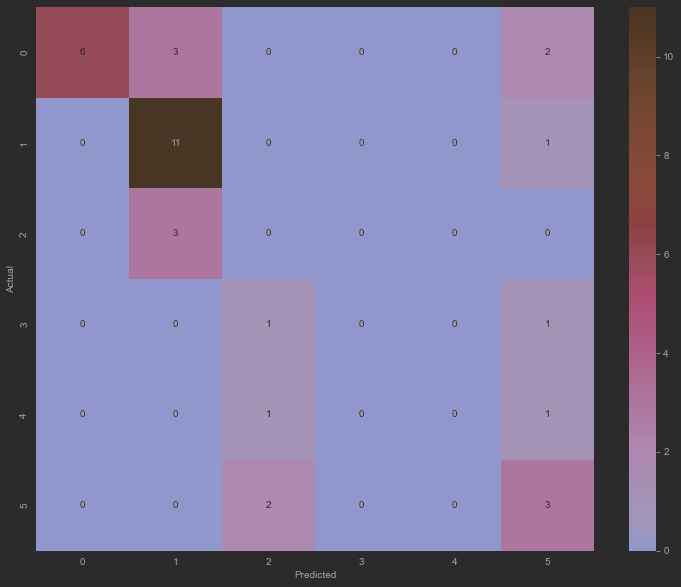 0 6 3 0 0 0 2
1 0 11 0 0 0 1
2 0 3 0 0 0 0
3 0 0 1 0 0 1
4 0 0 1 0 0 1
5 0 0 2 0 0 3
0 1 2 3 4 5
Actual
Predicted
10
8
6
4
2
0